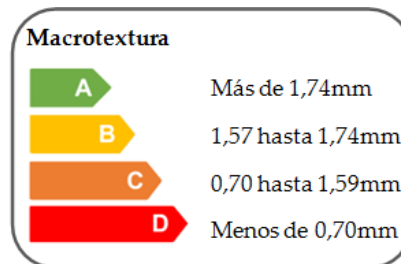 Macrotextura
A Más de 1,74mm
B 1,57 hasta 1,74mm
C 0,70 hasta 1,59mm
D Menos de 0,70mm